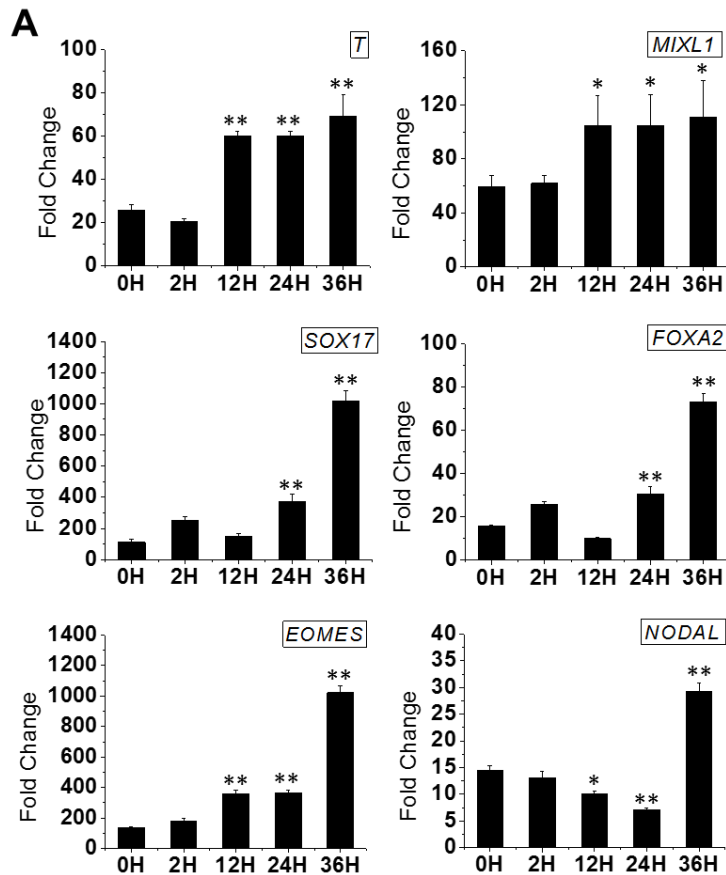 A
T
Fold Change
100
80
60
40
20
0
** ** **
0H 2H 12H 24H 36H
MIXL1
Fold Change
160
120
80
40
0
* * *
0H 2H 12H 24H 36H
SOX17
Fold Change
1400
1200
1000
800
600
400
200
0
** **
0H 2H 12H 24H 36H
FOXA2
Fold Change
100
80
60
40
20
0
** **
0H 2H 12H 24H 36H
EOMES
Fold Change
1400
1200
1000
800
600
400
200
** ** **
0H 2H 12H 24H 36H
NODAL
Fold Change
40
35
30
25
20
15
10
5
0
* ** **
0H 2H 12H 24H 36H